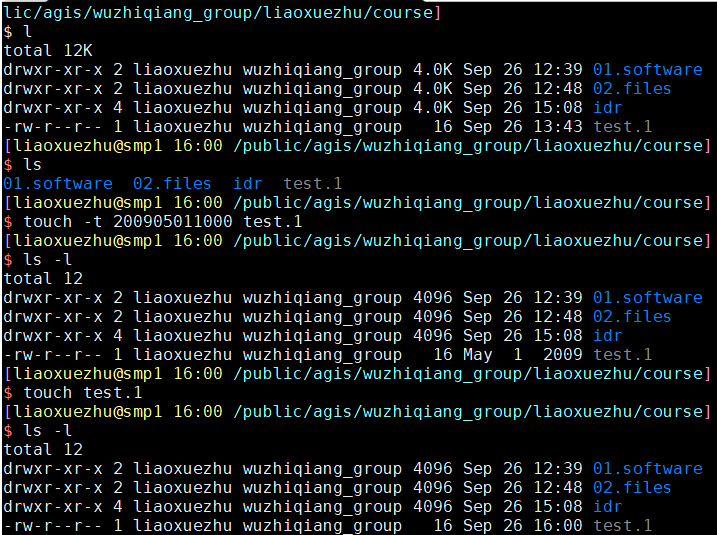 lic/agis/wuzhiqiang_group/liaoxuezhu/course]
$ l
total 12K
drwxr-xr-x 2 liaoxuezhu wuzhiqiang_group 4.0K Sep 26 12:39 01.software
drwxr-xr-x 2 liaoxuezhu wuzhiqiang_group 4.0K Sep 26 12:48 02.files
drwxr-xr-x 4 liaoxuezhu wuzhiqiang_group 4.0K Sep 26 15:08 idr
-rw-r--r-- 1 liaoxuezhu wuzhiqiang_group   16 Sep 26 13:43 test.1
[liaoxuezhu@smp1 16:00 /public/agis/wuzhiqiang_group/liaoxuezhu/course]
$ ls
01.software  02.files  idr  test.1
[liaoxuezhu@smp1 16:00 /public/agis/wuzhiqiang_group/liaoxuezhu/course]
$ touch -t 200905011000 test.1
[liaoxuezhu@smp1 16:00 /public/agis/wuzhiqiang_group/liaoxuezhu/course]
$ ls -l
total 12
drwxr-xr-x 2 liaoxuezhu wuzhiqiang_group 4096 Sep 26 12:39 01.software
drwxr-xr-x 2 liaoxuezhu wuzhiqiang_group 4096 Sep 26 12:48 02.files
drwxr-xr-x 4 liaoxuezhu wuzhiqiang_group 4096 Sep 26 15:08 idr
-rw-r--r-- 1 liaoxuezhu wuzhiqiang_group   16 May  1  2009 test.1
[liaoxuezhu@smp1 16:00 /public/agis/wuzhiqiang_group/liaoxuezhu/course]
$ touch test.1
[liaoxuezhu@smp1 16:00 /public/agis/wuzhiqiang_group/liaoxuezhu/course]
$ ls -l
total 12
drwxr-xr-x 2 liaoxuezhu wuzhiqiang_group 4096 Sep 26 12:39 01.software
drwxr-xr-x 2 liaoxuezhu wuzhiqiang_group 4096 Sep 26 12:48 02.files
drwxr-xr-x 4 liaoxuezhu wuzhiqiang_group 4096 Sep 26 15:08 idr
-rw-r--r-- 1 liaoxuezhu wuzhiqiang_group   16 Sep 26 16:00 test.1